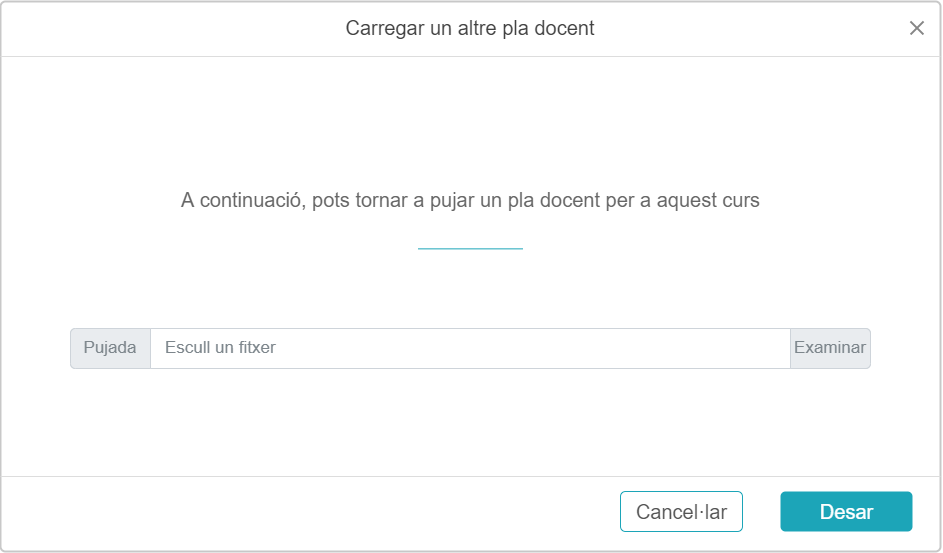 Carregar un altre pla docent
A continuació, pots tornar a pujar un pla docent per a aquest curs
Pujada Escull un fitxer Examinar
Cancel·lar Desar